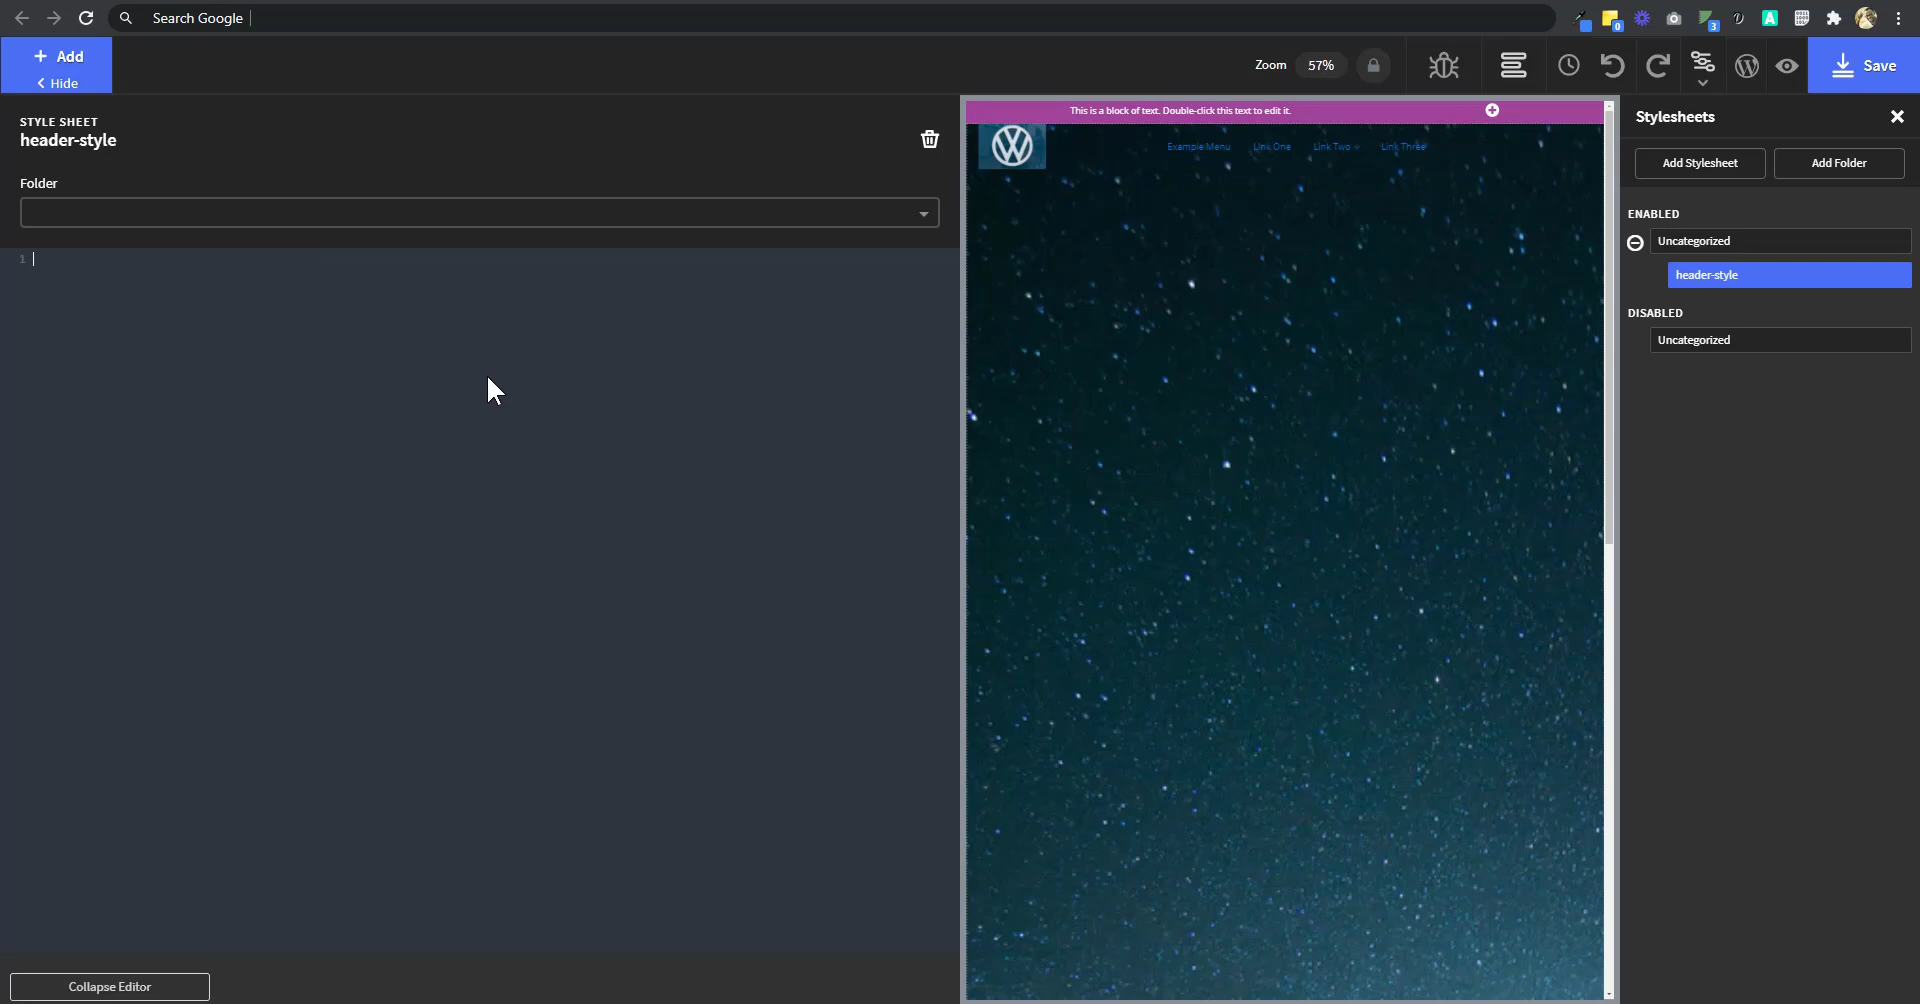 Search Google
+ Add
< Hide
Zoom 57%
Save
STYLE SHEET
header-style
Folder
1
Collapse Editor
This is a block of text. Double-click this text to edit it.
Example Menu Link One Link Two Link Three
Stylesheets
Add Stylesheet Add Folder
ENABLED
Uncategorized
header-style
DISABLED
Uncategorized
0
3
A